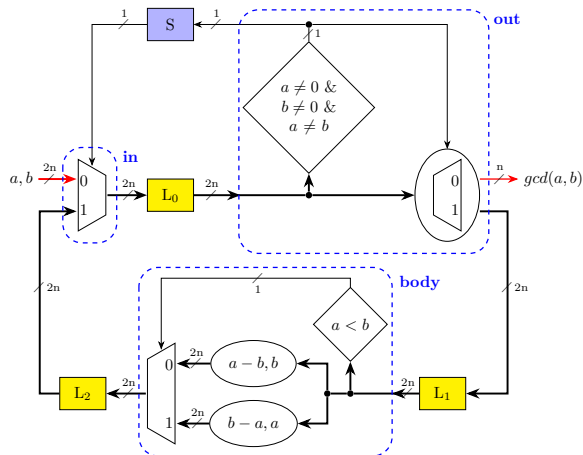 out
1
S
1
1
a ≠ 0 &
b ≠ 0 &
a ≠ b
in
a, b
2n
0
1
2n
L₀
2n
0
1
n
gcd(a, b)
2n
2n
body
1
a < b
0
1
2n
a − b, b
2n
b − a, a
L₂
2n
2n
L₁